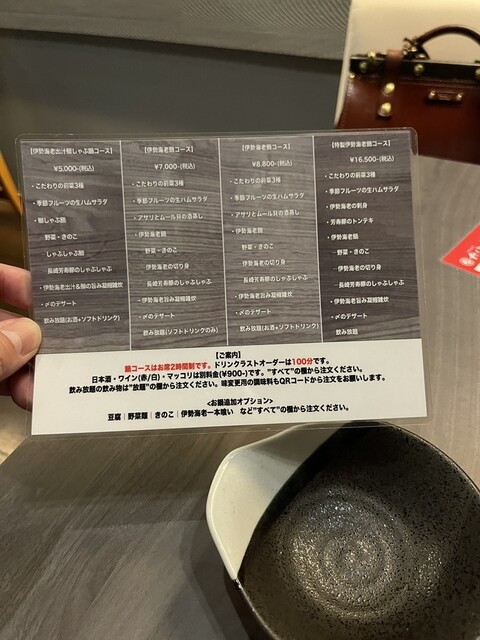 [伊勢海老出汁鯛しゃぶ鍋コース]
¥5,000-(税込)
・こだわりの前菜3種
・季節フルーツの生ハムサラダ
・鯛しゃぶ鍋
野菜・きのこ
しゃぶしゃぶ鯛
長崎芳寿豚のしゃぶしゃぶ
・伊勢海老出汁&鯛の旨み凝縮雑炊
・〆のデザート
飲み放題(お酒+ソフトドリンク)
[伊勢海老鍋コース]
¥7,000-(税込)
・こだわりの前菜3種
・季節フルーツの生ハムサラダ
・アサリとムール貝の酒蒸し
・伊勢海老鍋
野菜・きのこ
伊勢海老の切り身
長崎芳寿豚のしゃぶしゃぶ
・伊勢海老旨み凝縮雑炊
・〆のデザート
飲み放題(ソフトドリンクのみ)
[伊勢海老鍋コース]
¥8,800-(税込)
・こだわりの前菜3種
・季節フルーツの生ハムサラダ
・アサリとムール貝の酒蒸し
・伊勢海老鍋
野菜・きのこ
伊勢海老の切り身
長崎芳寿豚のしゃぶしゃぶ
・伊勢海老旨み凝縮雑炊
・〆のデザート
飲み放題(お酒+ソフトドリンク)
[特製伊勢海老鍋コース]
¥16,500-(税込)
・こだわりの前菜3種
・季節フルーツの生ハムサラダ
・伊勢海老の刺身
・芳寿豚のトンテキ
・伊勢海老鍋
野菜・きのこ
伊勢海老の切り身
長崎芳寿豚のしゃぶしゃぶ
・伊勢海老旨み凝縮雑炊
・〆のデザート
飲み放題
【ご案内】
鍋コースはお席2時間制です。ドリンクラストオーダーは100分です。
日本酒・ワイン(赤/白)・マッコリは別料金(¥900-)です。"すべて"の欄から注文ください。
飲み放題の飲み物は"放題"の欄から注文ください。味変更用の調味料もQRコードから注文をお願いします。
<お鍋追加オプション>
豆腐│野菜類│きのこ│伊勢海老一本喰い など"すべて"の欄から注文ください。